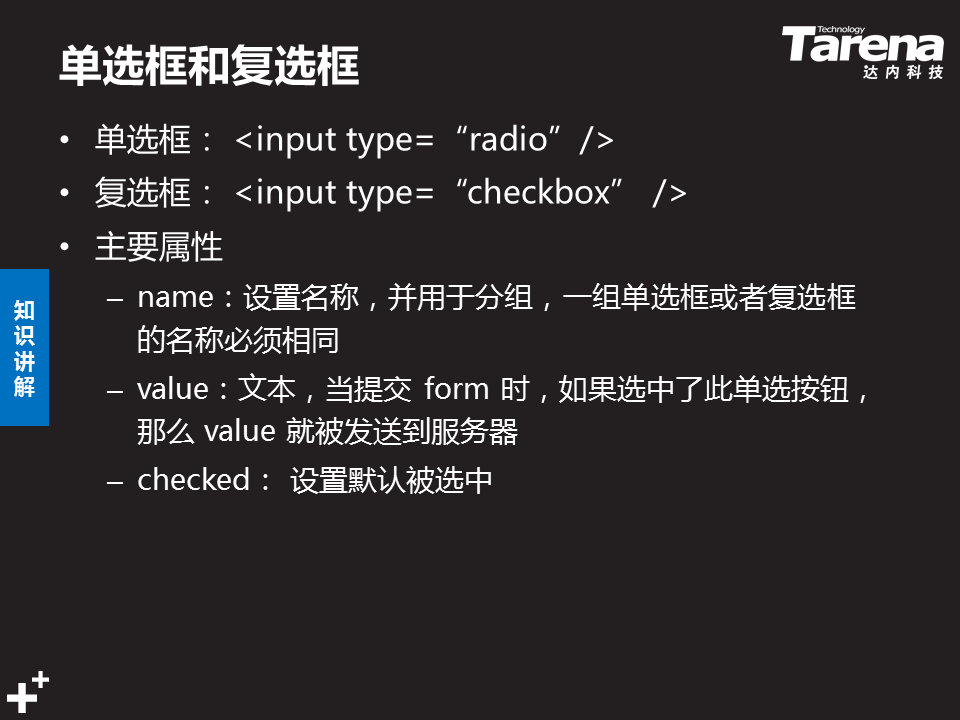 单选框和复选框
Technology
Tarena
达内科技
• 单选框： <input type=“radio” />
• 复选框： <input type=“checkbox” />
• 主要属性
– name：设置名称，并用于分组，一组单选框或者复选框
的名称必须相同
– value：文本，当提交 form 时，如果选中了此单选按钮，
那么 value 就被发送到服务器
– checked： 设置默认被选中
知
识
讲
解